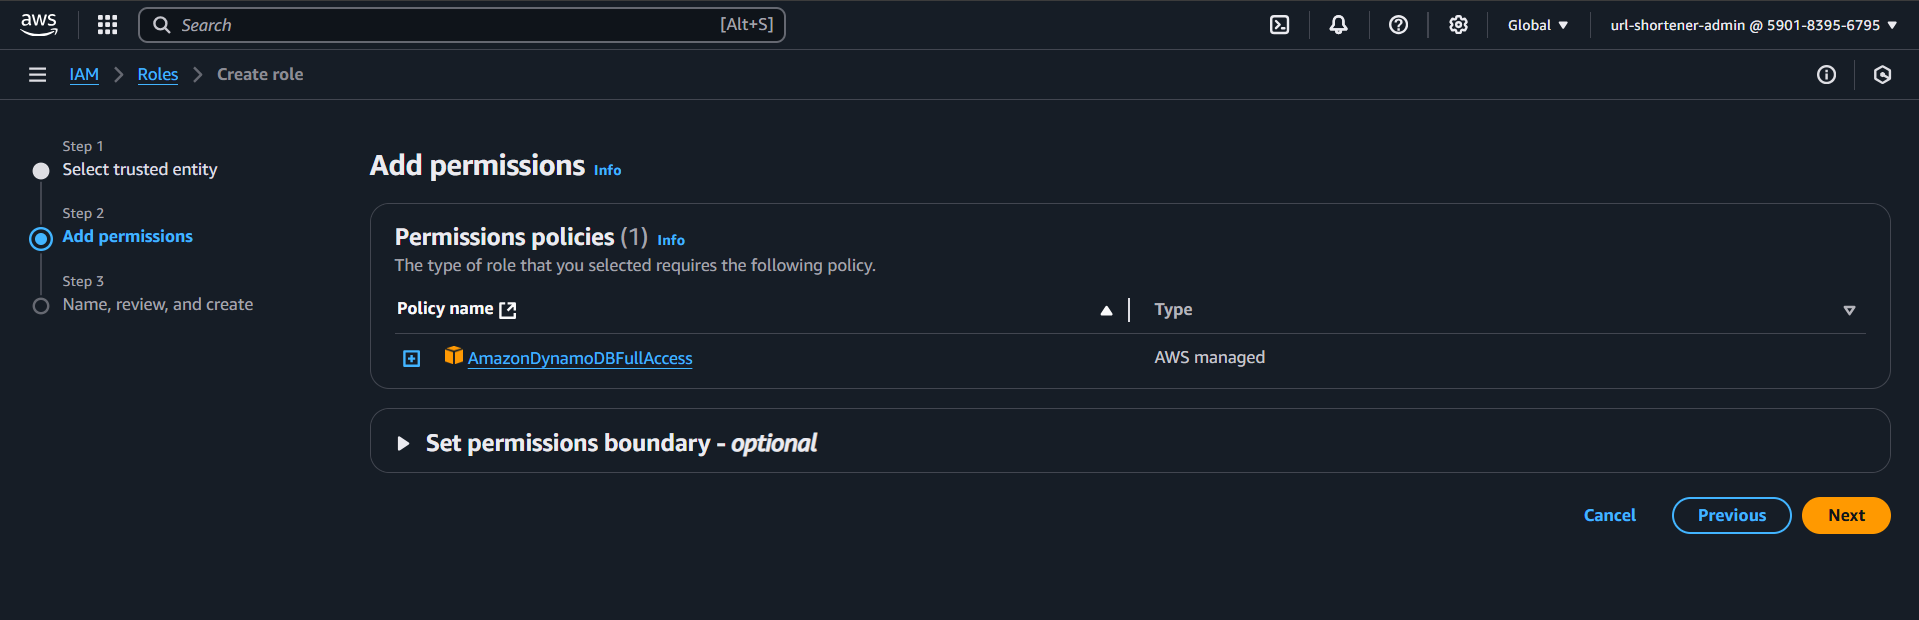 aws
Search [Alt+S]
Global
url-shortener-admin @ 5901-8395-6795
IAM
Roles
Create role
Step 1
Select trusted entity
Step 2
Add permissions
Step 3
Name, review, and create
Add permissions Info
Permissions policies (1) Info
The type of role that you selected requires the following policy.
Policy name
Type
AmazonDynamoDBFullAccess
AWS managed
Set permissions boundary - optional
Cancel
Previous
Next